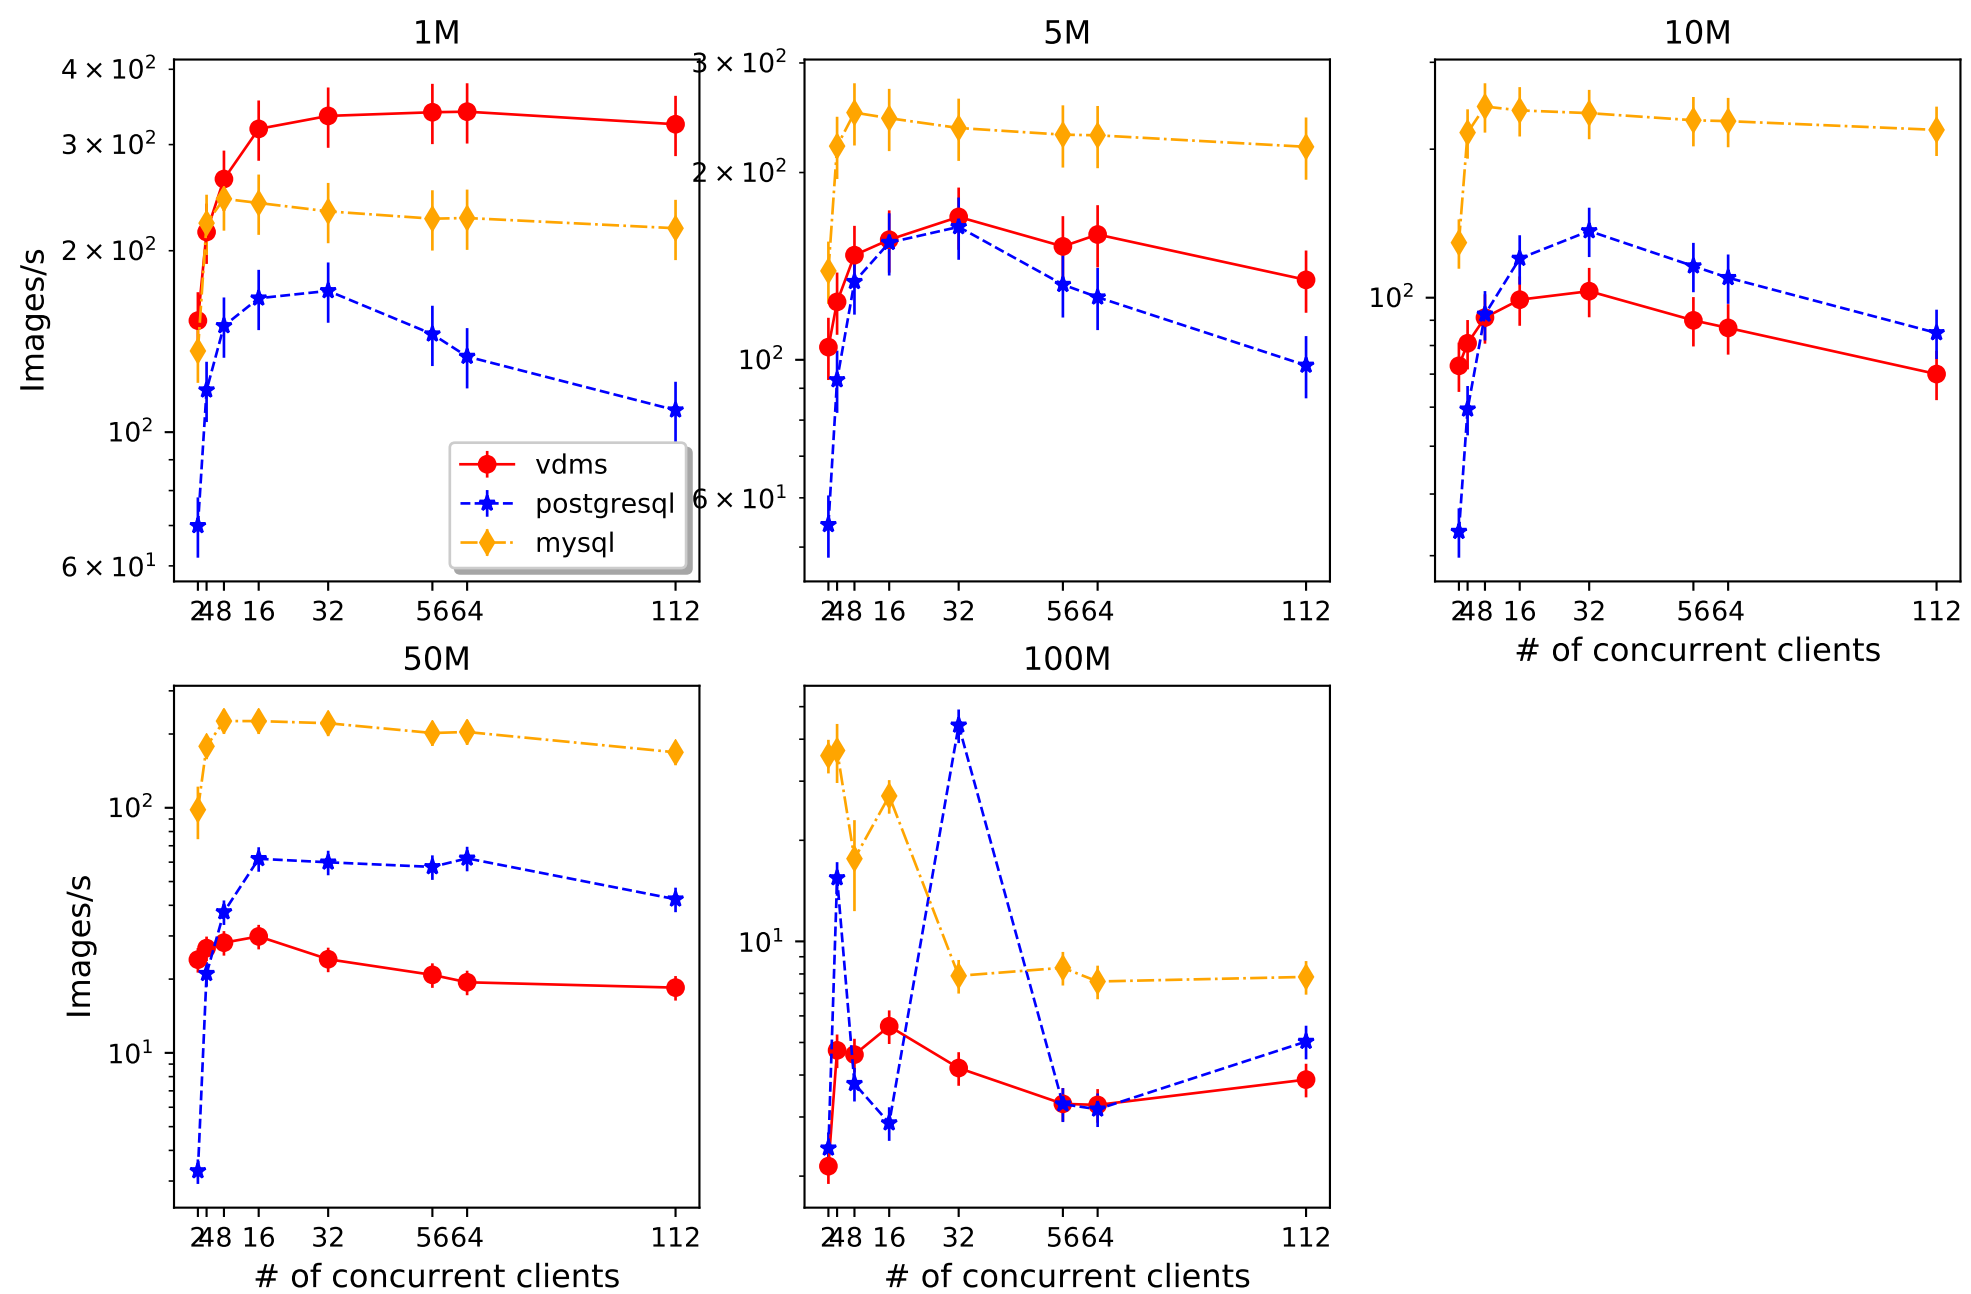 1M
4 × 10²
3 × 10²
2 × 10²
10²
6 × 10¹
Images/s
vdms
postgresql
mysql
2 4 8 16 32 56 64 112
5M
3 × 10²
2 × 10²
10²
6 × 10¹
2 4 8 16 32 56 64 112
10M
10²
2 4 8 16 32 56 64 112
# of concurrent clients
50M
10²
10¹
Images/s
2 4 8 16 32 56 64 112
# of concurrent clients
100M
10¹
2 4 8 16 32 56 64 112
# of concurrent clients